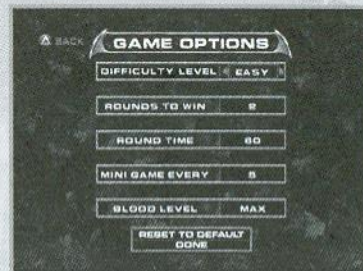 BACK
GAME OPTIONS
DIFFICULTY LEVEL EASY
ROUNDS TO WIN 2
ROUND TIME 60
MINI GAME EVERY 5
BLOOD LEVEL MAX
RESET TO DEFAULT
DONE